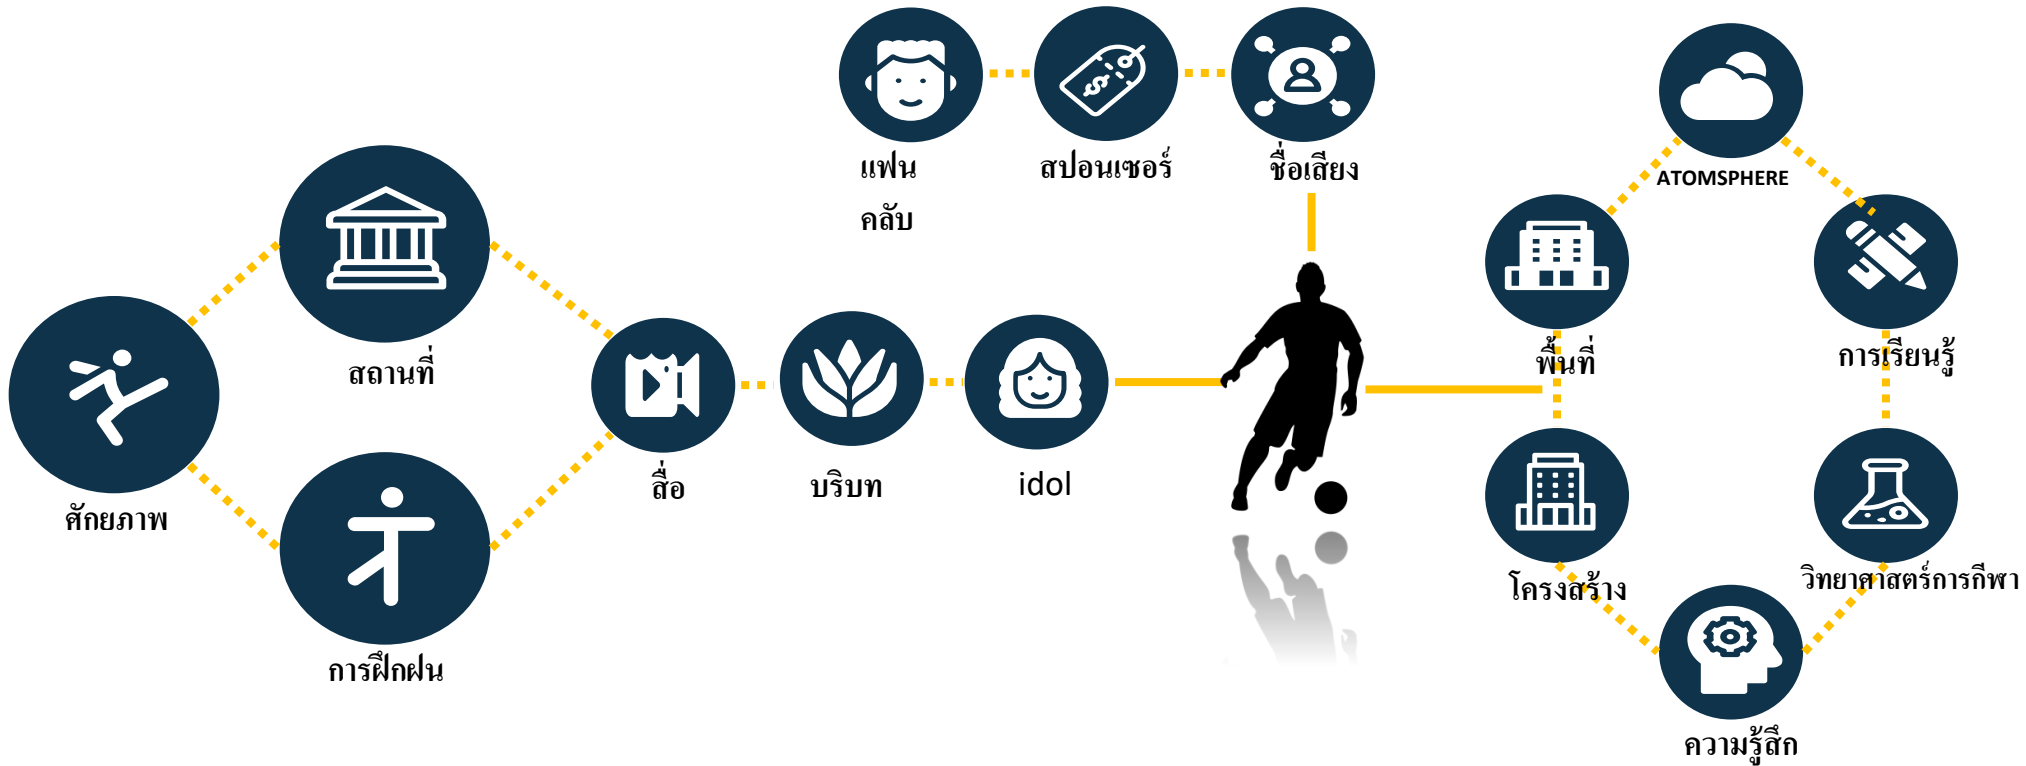 แฟน
คลับ
สปอนเซอร์
ชื่อเสียง
ATOMSPHERE
สถานที่
พื้นที่
การเรียนรู้
ศักยภาพ
สื่อ
บริบท
idol
การฝึกฝน
โครงสร้าง
วิทยาศาสตร์การกีฬา
ความรู้สึก